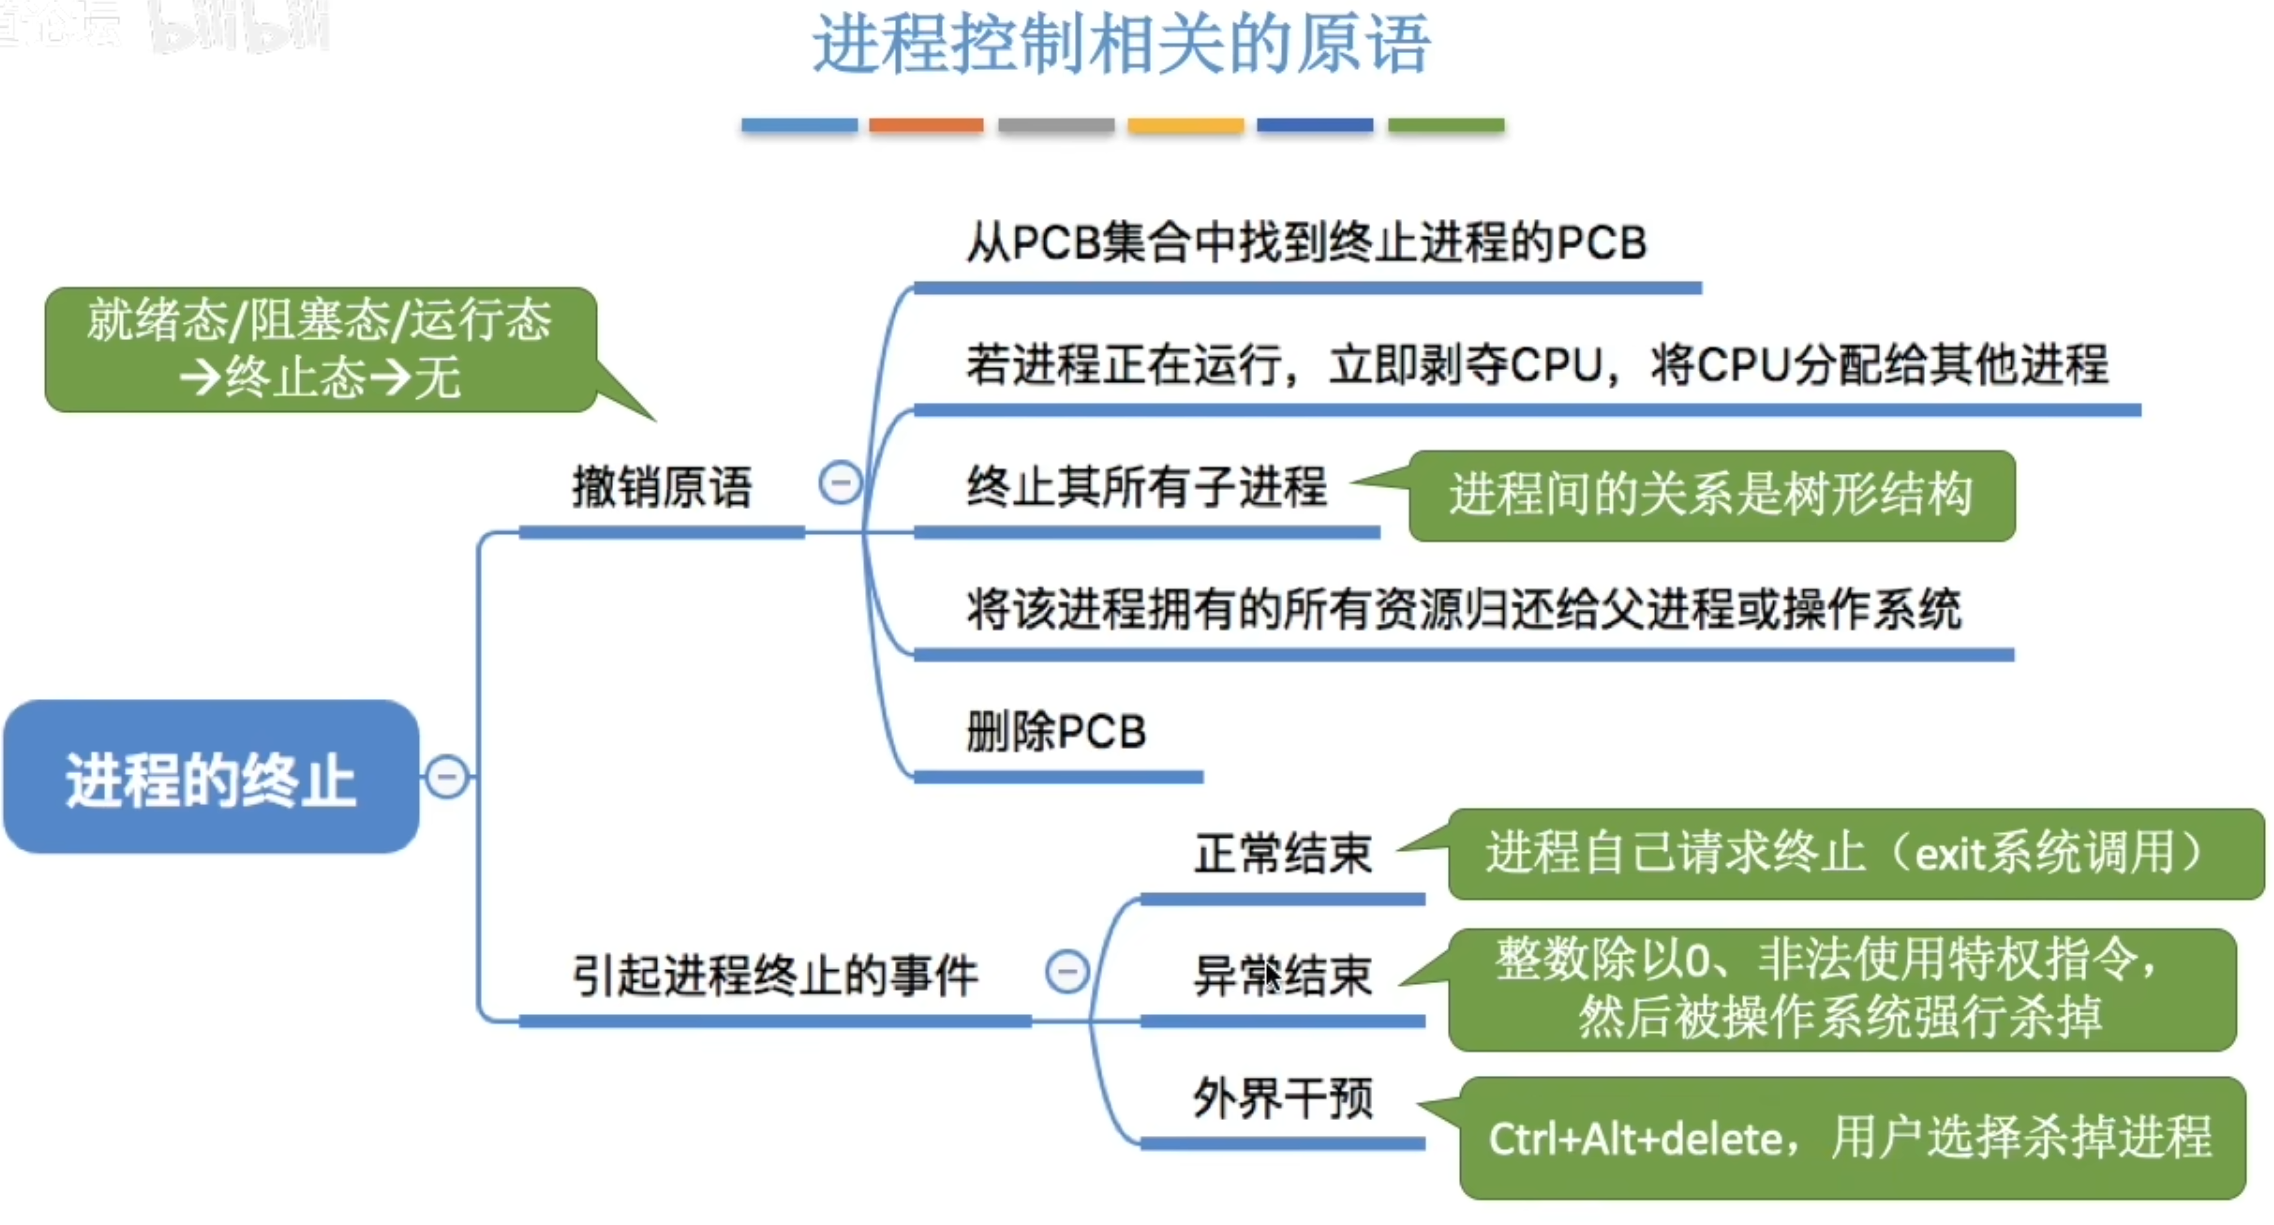 论坛 bilibili
进程控制相关的原语
从PCB集合中找到终止进程的PCB
就绪态/阻塞态/运行态
→终止态→无
若进程正在运行，立即剥夺CPU，将CPU分配给其他进程
撤销原语
终止其所有子进程
进程间的关系是树形结构
将该进程拥有的所有资源归还给父进程或操作系统
删除PCB
进程的终止
正常结束
进程自己请求终止（exit系统调用）
引起进程终止的事件
异常结束
整数除以0、非法使用特权指令，
然后被操作系统强行杀掉
外界干预
Ctrl+Alt+delete，用户选择杀掉进程